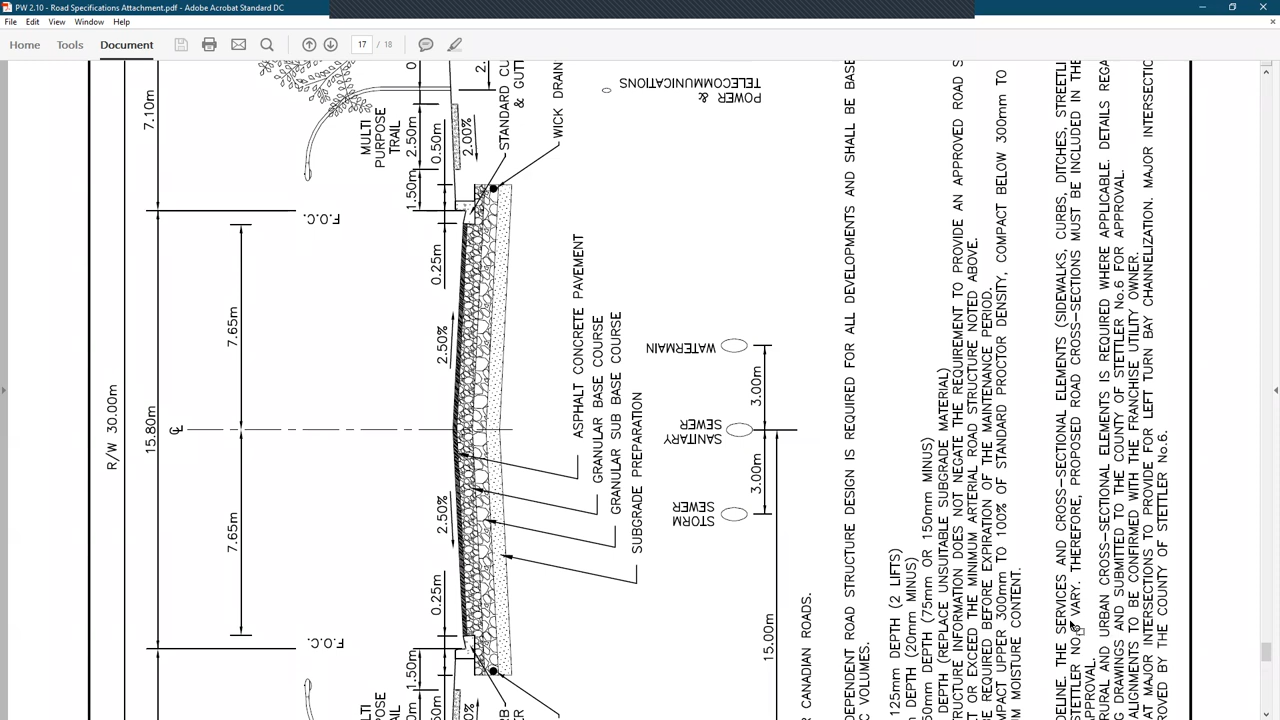 PW 2.10 - Road Specifications Attachment.pdf - Adobe Acrobat Standard DC
File Edit View Window Help
Home Tools Document
17 / 18
R/W 30.00m
7.10m
15.80m
℄
7.65m
7.65m
F.O.C.
F.O.C.
MULTI
PURPOSE
TRAIL
2.50m
1.50m
0.50m
0.25m
2.00%
2.50%
2.50%
0.25m
1.50m
MULTI
STANDARD
& GUTT
WICK DRAIN
ASPHALT CONCRETE PAVEMENT
GRANULAR BASE COURSE
GRANULAR SUB BASE COURSE
SUBGRADE PREPARATION
POWER &
TELECOMMUNICATIONS
WATERMAIN
SANITARY
SEWER
STORM
SEWER
3.00m
3.00m
15.00m
R CANADIAN ROADS.
DEPENDENT ROAD STRUCTURE DESIGN IS REQUIRED FOR ALL DEVELOPMENTS AND SHALL BE BASE
C VOLUMES.
125mm DEPTH (2 LIFTS)
DEPTH (20mm MINUS)
50mm DEPTH (75mm OR 150mm MINUS)
DEPTH (REPLACE UNSUITABLE SUBGRADE MATERIAL)
STRUCTURE INFORMATION DOES NOT NEGATE THE REQUIREMENT TO PROVIDE AN APPROVED ROAD S
T OR EXCEED THE MINIMUM ARTERIAL ROAD STRUCTURE NOTED ABOVE.
E REQUIRED BEFORE EXPIRATION OF THE MAINTENANCE PERIOD.
MPACT UPPER 300mm TO 100% OF STANDARD PROCTOR DENSITY, COMPACT BELOW 300mm TO
M MOISTURE CONTENT.
DELINE. THE SERVICES AND CROSS-SECTIONAL ELEMENTS (SIDEWALKS, CURBS, DITCHES, STREETLI
STETTLER NO.6 VARY. THEREFORE, PROPOSED ROAD CROSS-SECTIONS MUST BE INCLUDED IN THE
APPROVAL.
URAL AND URBAN CROSS-SECTIONAL ELEMENTS IS REQUIRED WHERE APPLICABLE. DETAILS REGA
G DRAWINGS AND SUBMITTED TO THE COUNTY OF STETTLER No.6 FOR APPROVAL.
ALIGNMENTS TO BE CONFIRMED WITH THE FRANCHISE UTILITY OWNER.
AT MAJOR INTERSECTIONS TO PROVIDE FOR LEFT TURN BAY CHANNELIZATION. MAJOR INTERSECTIO
ROVED BY THE COUNTY OF STETTLER No.6.